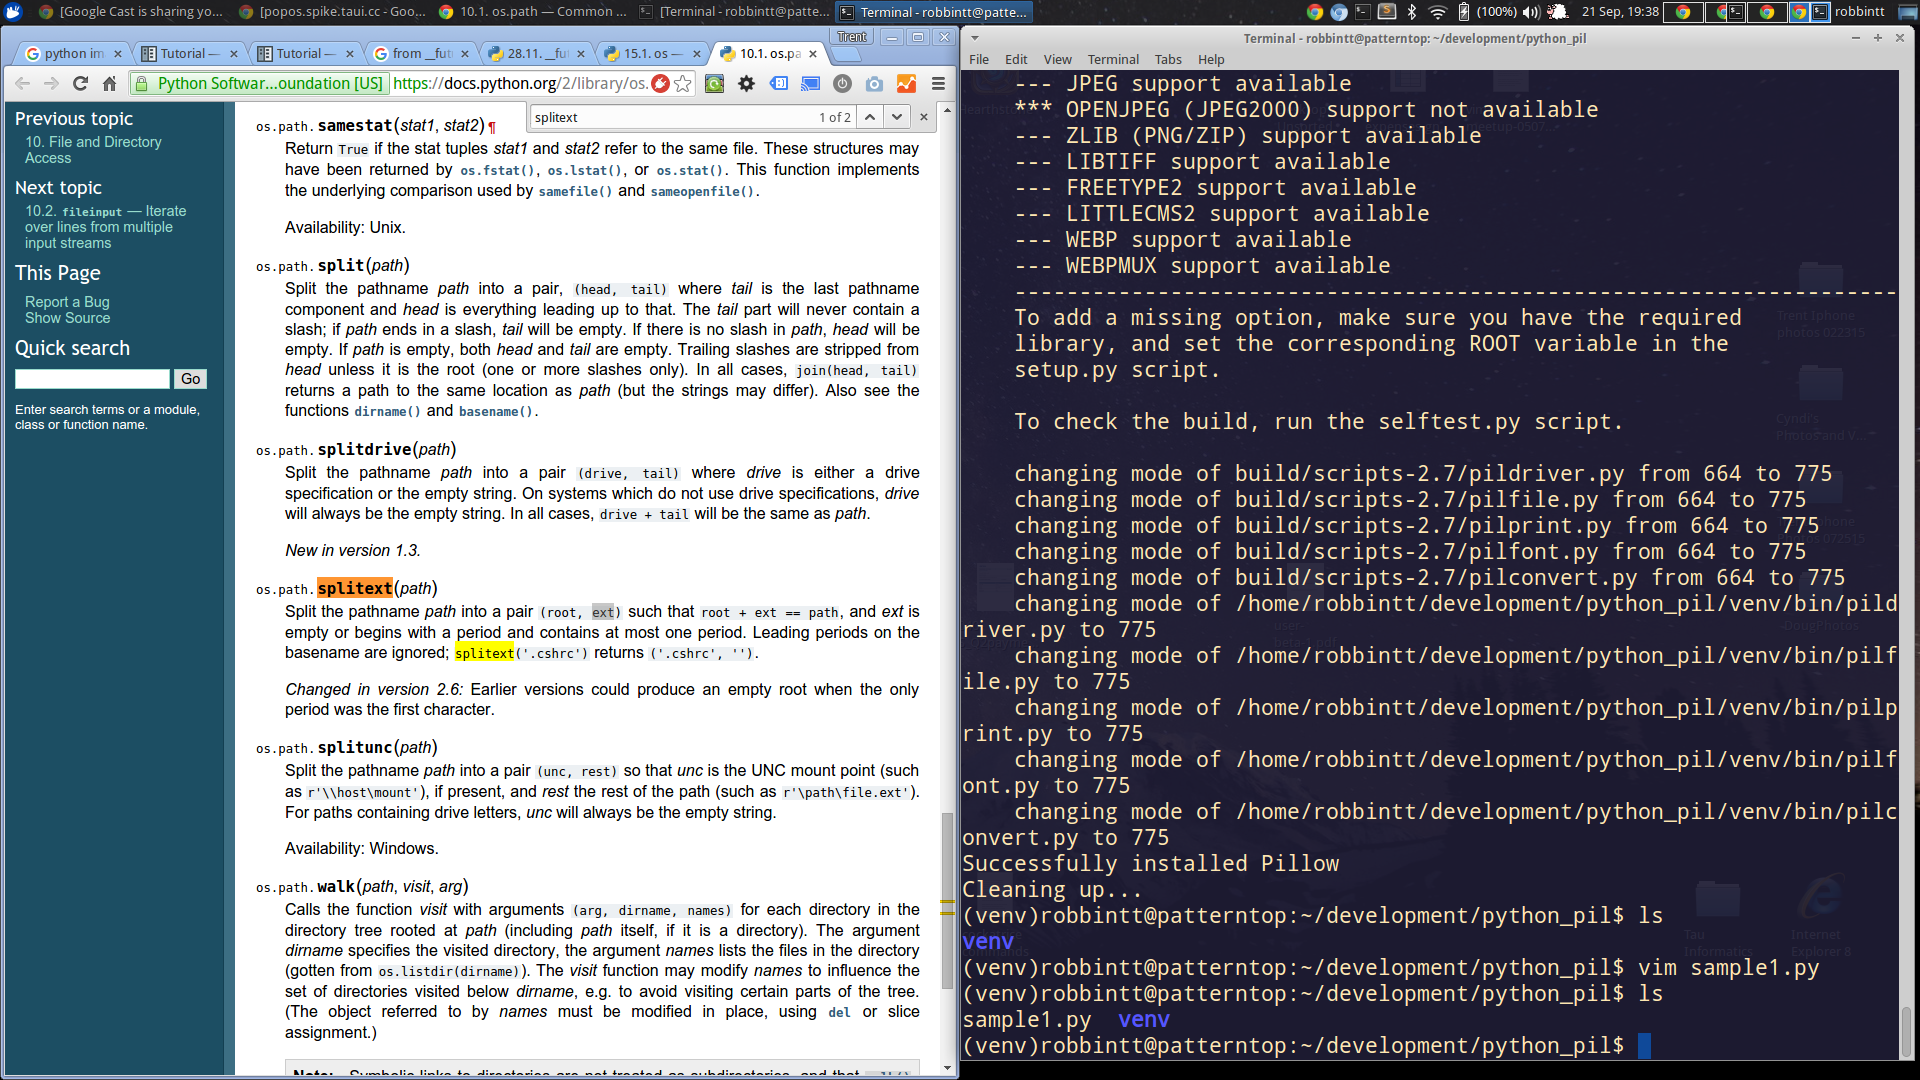 [Google Cast is sharing yo...
[popos.spike.taui.cc - Goo...
10.1. os.path — Common ...
[Terminal - robbintt@patte...
Terminal - robbintt@patte...
(100%)
21 Sep, 19:38
robbintt
python im
Tutorial —
Tutorial —
from __fut
28.11. __fu
15.1. os —
10.1. os.pa
Trent
Python Softwar...oundation [US]
https://docs.python.org/2/library/os.
splitext
1 of 2
Previous topic
10. File and Directory
Access
Next topic
10.2. fileinput — Iterate
over lines from multiple
input streams
This Page
Report a Bug
Show Source
Quick search
Go
Enter search terms or a module,
class or function name.
os.path.samestat(stat1, stat2)¶
Return True if the stat tuples stat1 and stat2 refer to the same file. These structures may
have been returned by os.fstat(), os.lstat(), or os.stat(). This function implements
the underlying comparison used by samefile() and sameopenfile().
Availability: Unix.
os.path.split(path)
Split the pathname path into a pair, (head, tail) where tail is the last pathname
component and head is everything leading up to that. The tail part will never contain a
slash; if path ends in a slash, tail will be empty. If there is no slash in path, head will be
empty. If path is empty, both head and tail are empty. Trailing slashes are stripped from
head unless it is the root (one or more slashes only). In all cases, join(head, tail)
returns a path to the same location as path (but the strings may differ). Also see the
functions dirname() and basename().
os.path.splitdrive(path)
Split the pathname path into a pair (drive, tail) where drive is either a drive
specification or the empty string. On systems which do not use drive specifications, drive
will always be the empty string. In all cases, drive + tail will be the same as path.
New in version 1.3.
os.path.splitext(path)
Split the pathname path into a pair (root, ext) such that root + ext == path, and ext is
empty or begins with a period and contains at most one period. Leading periods on the
basename are ignored; splitext('.cshrc') returns ('.cshrc', '').
Changed in version 2.6: Earlier versions could produce an empty root when the only
period was the first character.
os.path.splitunc(path)
Split the pathname path into a pair (unc, rest) so that unc is the UNC mount point (such
as r'\\host\mount'), if present, and rest the rest of the path (such as r'\path\file.ext').
For paths containing drive letters, unc will always be the empty string.
Availability: Windows.
os.path.walk(path, visit, arg)
Calls the function visit with arguments (arg, dirname, names) for each directory in the
directory tree rooted at path (including path itself, if it is a directory). The argument
dirname specifies the visited directory, the argument names lists the files in the directory
(gotten from os.listdir(dirname)). The visit function may modify names to influence the
set of directories visited below dirname, e.g. to avoid visiting certain parts of the tree.
(The object referred to by names must be modified in place, using del or slice
assignment.)
Note: Symbolic links to directories are not treated as subdirectories, and that walk()
Terminal - robbintt@patterntop: ~/development/python_pil
File Edit View Terminal Tabs Help
--- JPEG support available
*** OPENJPEG (JPEG2000) support not available
--- ZLIB (PNG/ZIP) support available
--- LIBTIFF support available
--- FREETYPE2 support available
--- LITTLECMS2 support available
--- WEBP support available
--- WEBPMUX support available
--------------------------------------------------------------------
To add a missing option, make sure you have the required
library, and set the corresponding ROOT variable in the
setup.py script.
To check the build, run the selftest.py script.
changing mode of build/scripts-2.7/pildriver.py from 664 to 775
changing mode of build/scripts-2.7/pilfile.py from 664 to 775
changing mode of build/scripts-2.7/pilprint.py from 664 to 775
changing mode of build/scripts-2.7/pilfont.py from 664 to 775
changing mode of build/scripts-2.7/pilconvert.py from 664 to 775
changing mode of /home/robbintt/development/python_pil/venv/bin/pild
river.py to 775
changing mode of /home/robbintt/development/python_pil/venv/bin/pilf
ile.py to 775
changing mode of /home/robbintt/development/python_pil/venv/bin/pilp
rint.py to 775
changing mode of /home/robbintt/development/python_pil/venv/bin/pilf
ont.py to 775
changing mode of /home/robbintt/development/python_pil/venv/bin/pilc
onvert.py to 775
Successfully installed Pillow
Cleaning up...
(venv)robbintt@patterntop:~/development/python_pil$ ls
venv
(venv)robbintt@patterntop:~/development/python_pil$ vim sample1.py
(venv)robbintt@patterntop:~/development/python_pil$ ls
sample1.py venv
(venv)robbintt@patterntop:~/development/python_pil$
Trent Iphone
photos 022315
Cyndi's
Photos and V...
DougPhotos
Tau
Informatics
Internet
Explorer 8